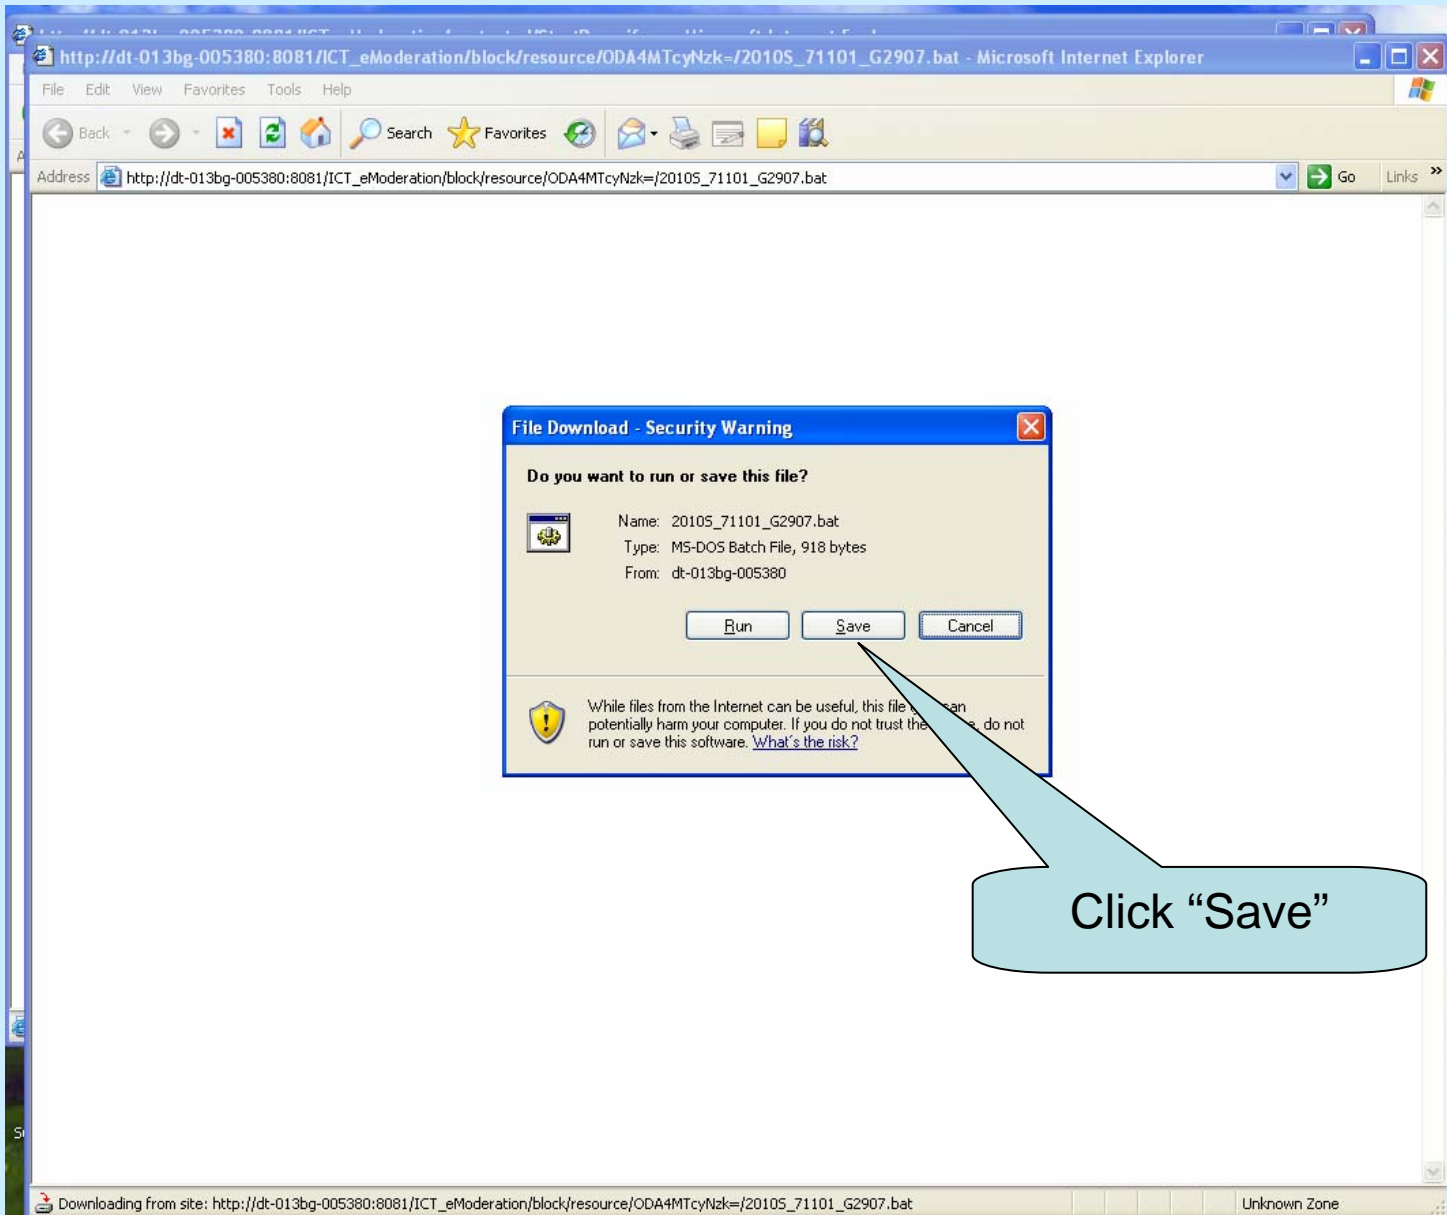 http://dt-013bg-005380:8081/ICT_eModeration/block/resource/ODA4MTcyNzk=/2010S_71101_G2907.bat - Microsoft Internet Explorer
File Edit View Favorites Tools Help
Back Search Favorites
Address http://dt-013bg-005380:8081/ICT_eModeration/block/resource/ODA4MTcyNzk=/2010S_71101_G2907.bat Go Links »
File Download - Security Warning
Do you want to run or save this file?
Name: 2010S_71101_G2907.bat
Type: MS-DOS Batch File, 918 bytes
From: dt-013bg-005380
Run Save Cancel
While files from the Internet can be useful, this file can
potentially harm your computer. If you do not trust the do not
run or save this software. What's the risk?
Click “Save”
Downloading from site: http://dt-013bg-005380:8081/ICT_eModeration/block/resource/ODA4MTcyNzk=/2010S_71101_G2907.bat Unknown Zone